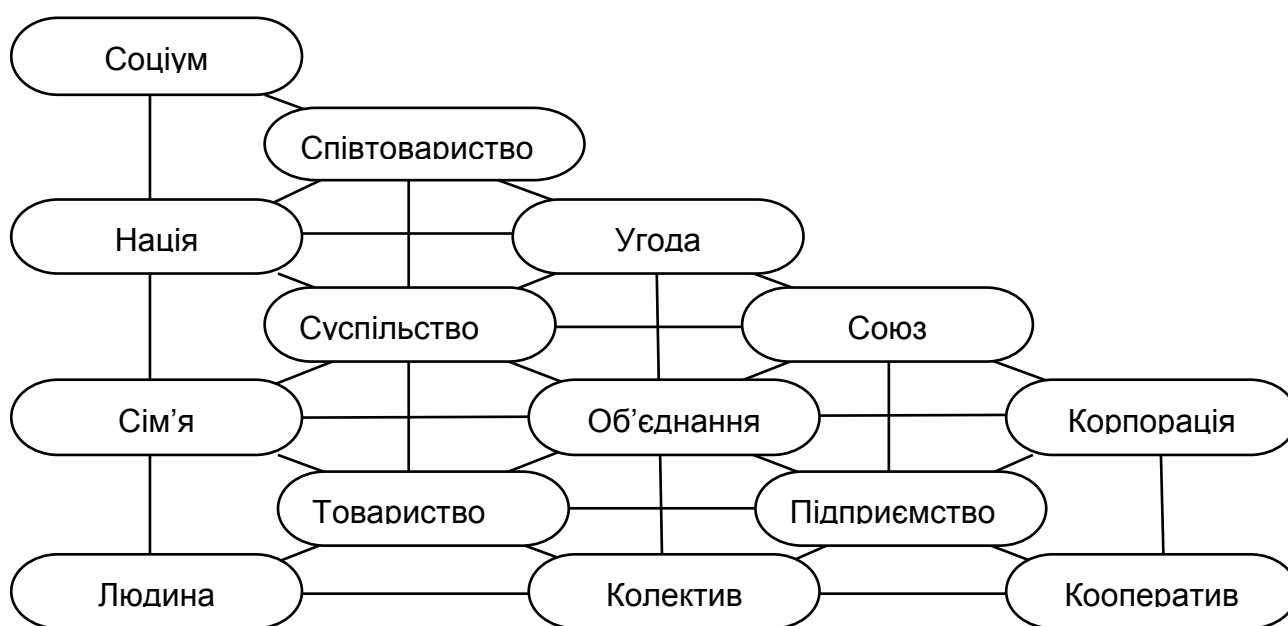 Соціум
Співтовариство
Нація
Угода
Суспільство
Союз
Сім’я
Об’єднання
Корпорація
Товариство
Підприємство
Людина
Колектив
Кооператив